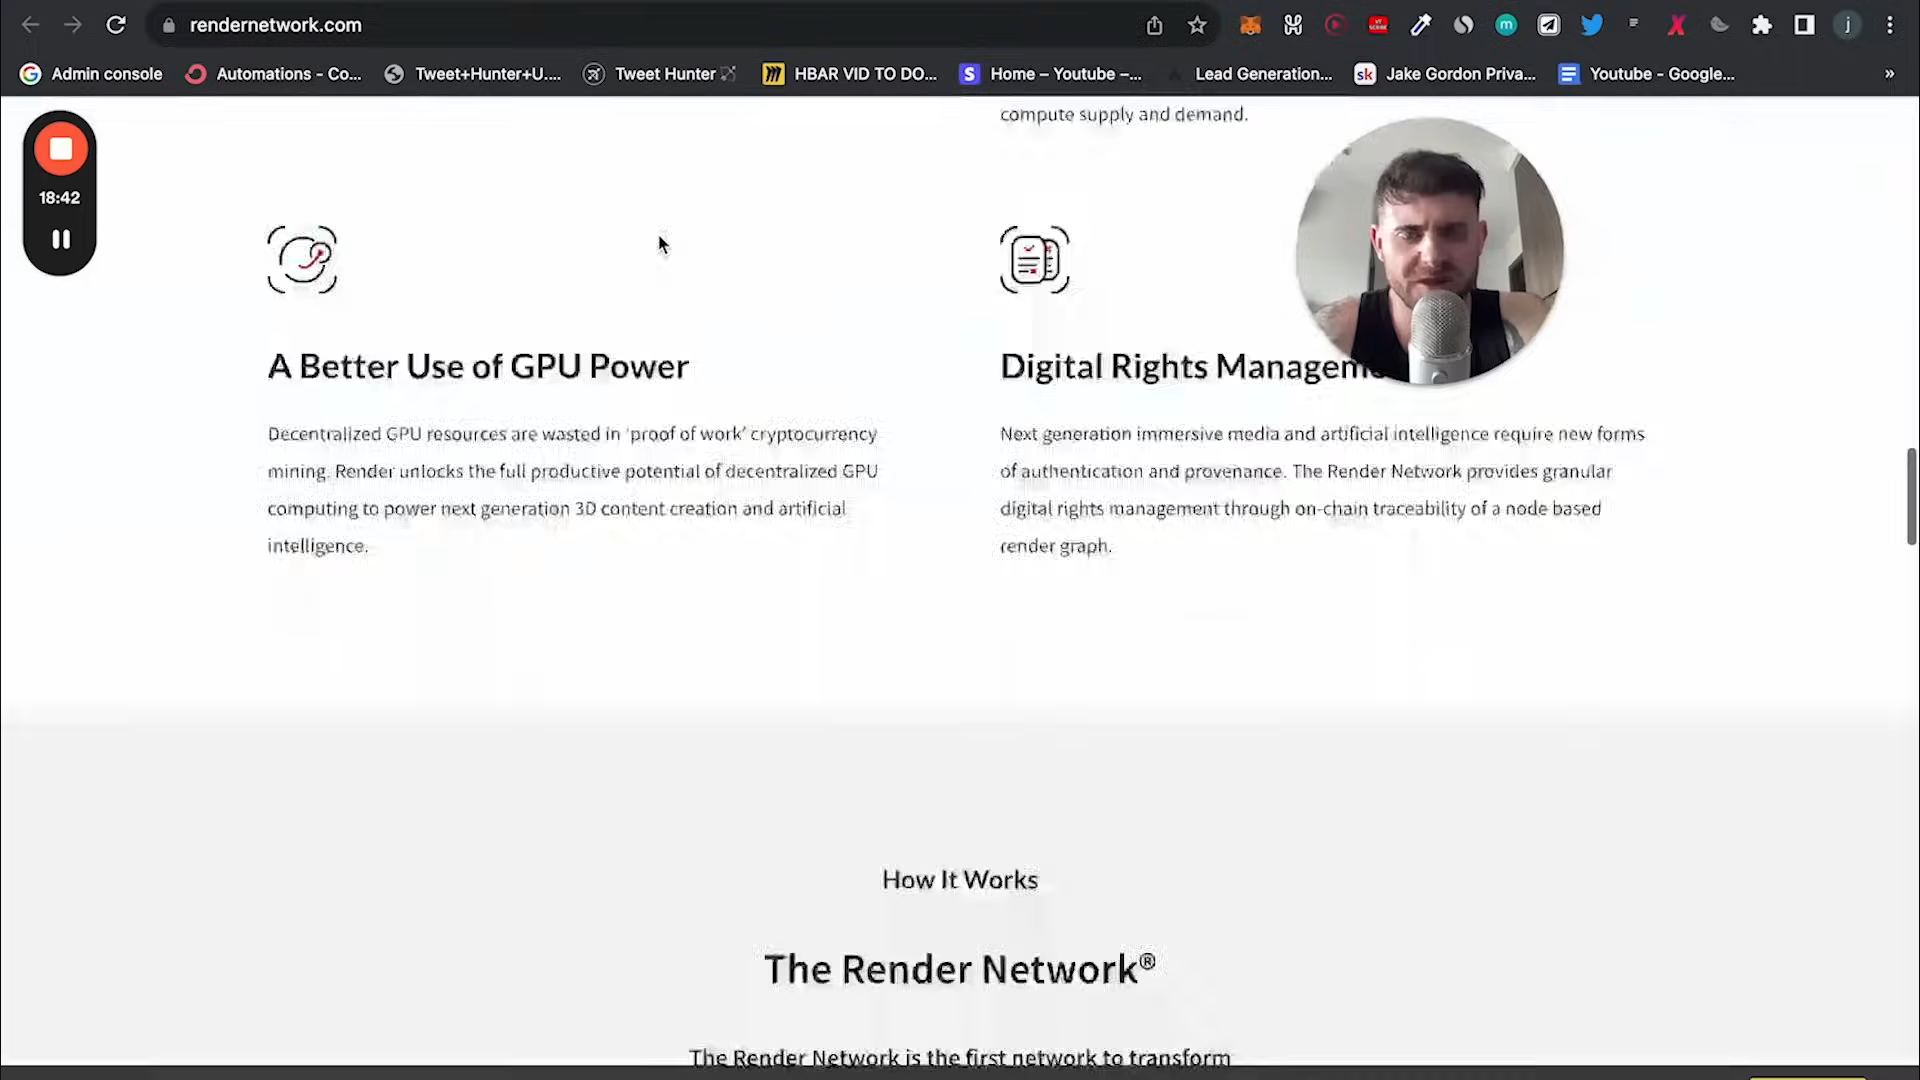 rendernetwork.com
Admin console
Automations - Co...
Tweet+Hunter+U....
Tweet Hunter
HBAR VID TO DO...
Home – Youtube –...
Lead Generation...
Jake Gordon Priva...
Youtube - Google...
»
18:42
compute supply and demand.
A Better Use of GPU Power
Decentralized GPU resources are wasted in ‘proof of work’ cryptocurrency
mining. Render unlocks the full productive potential of decentralized GPU
computing to power next generation 3D content creation and artificial
intelligence.
Digital Rights Managem
Next generation immersive media and artificial intelligence require new forms
of authentication and provenance. The Render Network provides granular
digital rights management through on-chain traceability of a node based
render graph.
How It Works
The Render Network®
The Render Network is the first network to transform